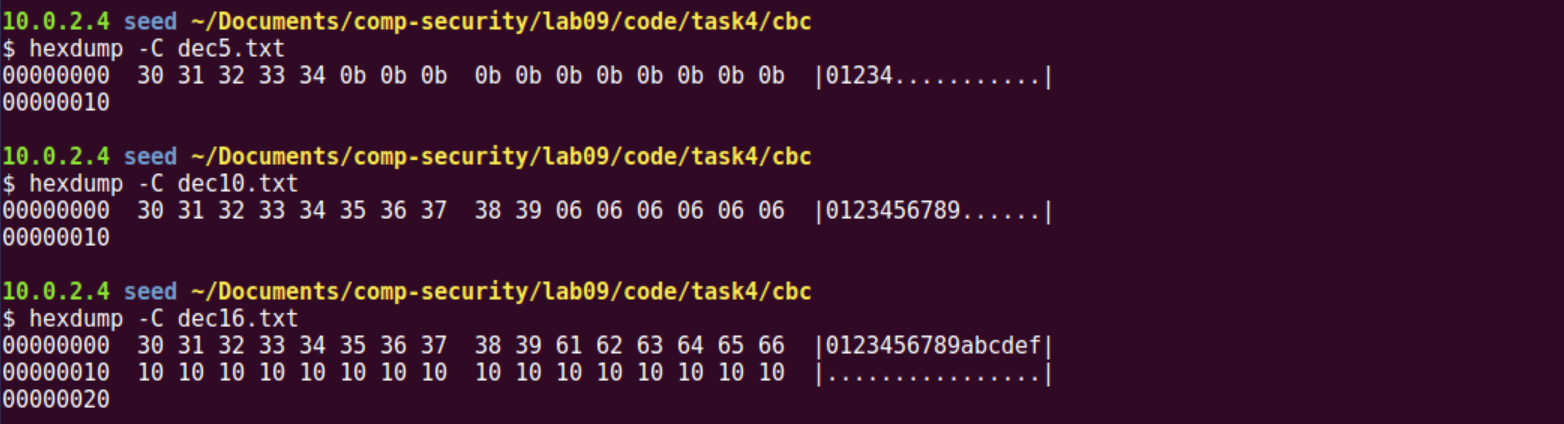 10.0.2.4 seed ~/Documents/comp-security/lab09/code/task4/cbc
$ hexdump -C dec5.txt
00000000  30 31 32 33 34 0b 0b 0b  0b 0b 0b 0b 0b 0b 0b 0b  |01234...........|
00000010
10.0.2.4 seed ~/Documents/comp-security/lab09/code/task4/cbc
$ hexdump -C dec10.txt
00000000  30 31 32 33 34 35 36 37  38 39 06 06 06 06 06 06  |0123456789......|
00000010
10.0.2.4 seed ~/Documents/comp-security/lab09/code/task4/cbc
$ hexdump -C dec16.txt
00000000  30 31 32 33 34 35 36 37  38 39 61 62 63 64 65 66  |0123456789abcdef|
00000010  10 10 10 10 10 10 10 10  10 10 10 10 10 10 10 10  |................|
00000020